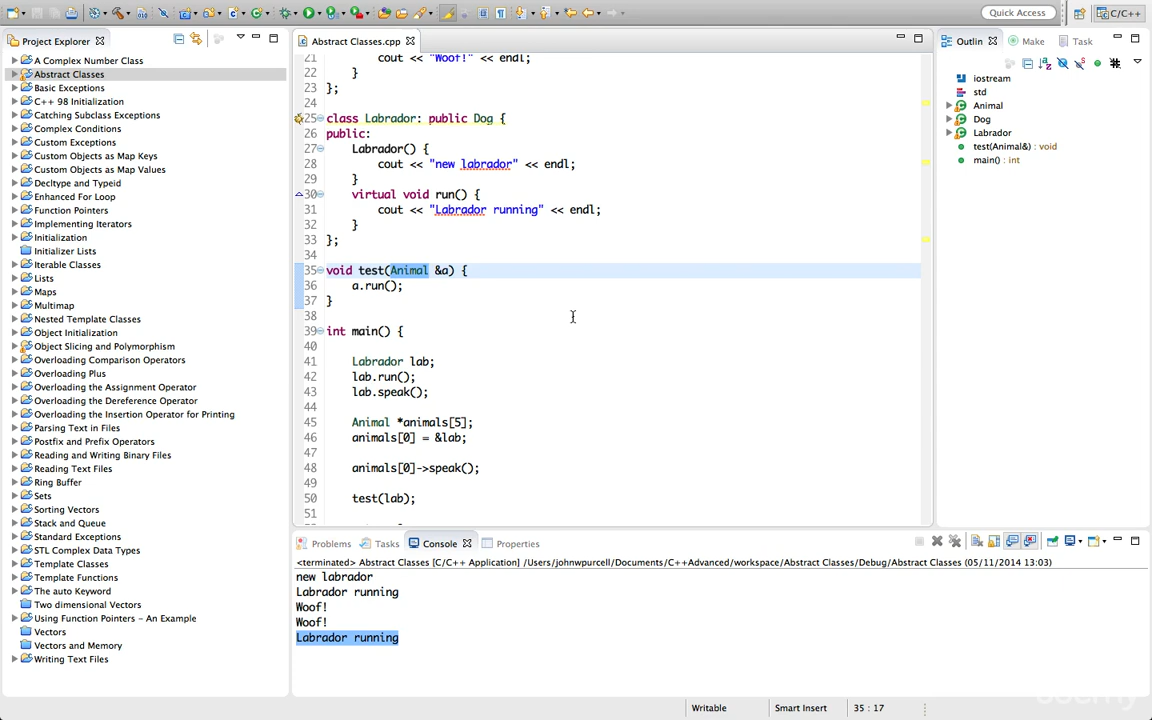 Quick Access
C/C++
Project Explorer
A Complex Number Class
Abstract Classes
Basic Exceptions
C++ 98 Initialization
Catching Subclass Exceptions
Complex Conditions
Custom Exceptions
Custom Objects as Map Keys
Custom Objects as Map Values
Decltype and Typeid
Enhanced For Loop
Function Pointers
Implementing Iterators
Initialization
Initializer Lists
Iterable Classes
Lists
Maps
Multimap
Nested Template Classes
Object Initialization
Object Slicing and Polymorphism
Overloading Comparison Operators
Overloading Plus
Overloading the Assignment Operator
Overloading the Dereference Operator
Overloading the Insertion Operator for Printing
Parsing Text in Files
Postfix and Prefix Operators
Reading and Writing Binary Files
Reading Text Files
Ring Buffer
Sets
Sorting Vectors
Stack and Queue
Standard Exceptions
STL Complex Data Types
Template Classes
Template Functions
The auto Keyword
Two dimensional Vectors
Using Function Pointers - An Example
Vectors
Vectors and Memory
Writing Text Files
Abstract Classes.cpp
21 cout << "Woof!" << endl;
22 }
23 };
24
25 class Labrador: public Dog {
26 public:
27 Labrador() {
28 cout << "new labrador" << endl;
29 }
30 virtual void run() {
31 cout << "Labrador running" << endl;
32 }
33 };
34
35 void test(Animal &a) {
36 a.run();
37 }
38
39 int main() {
40
41 Labrador lab;
42 lab.run();
43 lab.speak();
44
45 Animal *animals[5];
46 animals[0] = &lab;
47
48 animals[0]->speak();
49
50 test(lab);
51
Outlin
Make
Task
iostream
std
Animal
Dog
Labrador
test(Animal&) : void
main() : int
Problems
Tasks
Console
Properties
<terminated> Abstract Classes [C/C++ Application] /Users/johnwpurcell/Documents/C++Advanced/workspace/Abstract Classes/Debug/Abstract Classes (05/11/2014 13:03)
new labrador
Labrador running
Woof!
Woof!
Labrador running
Writable
Smart Insert
35 : 17